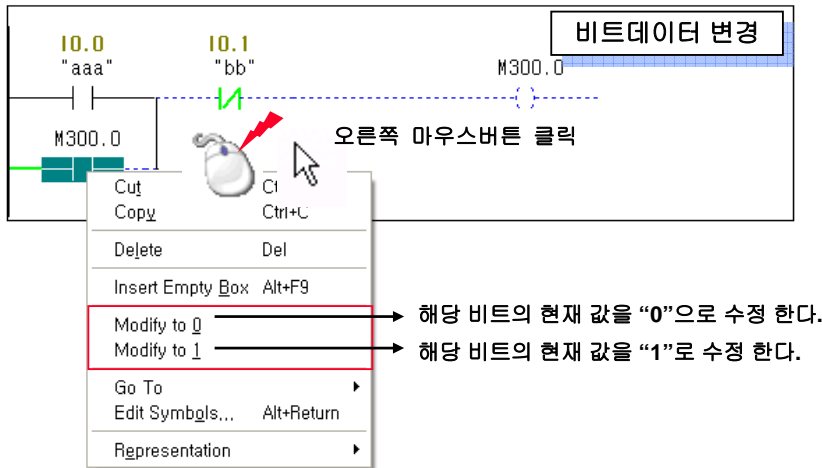 비트데이터 변경
I0.0
"aaa"
I0.1
"bb"
M300.0
오른쪽 마우스버튼 클릭
M300.0
Cut
Copy Ctrl+C
Delete Del
Insert Empty Box Alt+F9
Modify to 0
해당 비트의 현재 값을 “0”으로 수정 한다.
Modify to 1
해당 비트의 현재 값을 “1”로 수정 한다.
Go To
Edit Symbols... Alt+Return
Representation